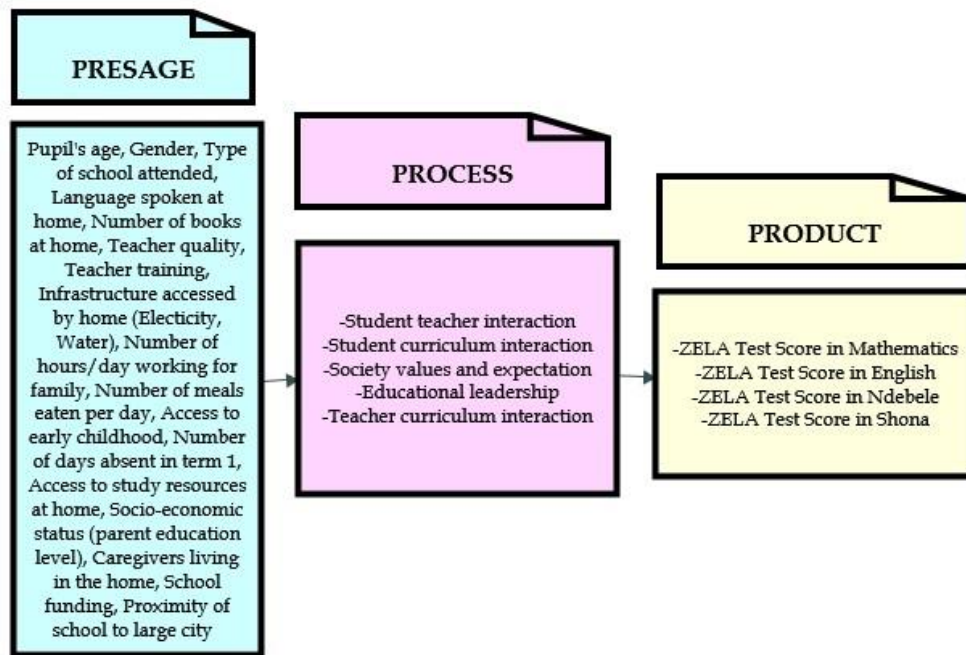 PRESAGE
Pupil's age, Gender, Type
of school attended,
Language spoken at
home, Number of books
at home, Teacher quality,
Teacher training,
Infrastructure accessed
by home (Electicity,
Water), Number of
hours/day working for
family, Number of meals
eaten per day, Access to
early childhood, Number
of days absent in term 1,
Access to study resources
at home, Socio-economic
status (parent education
level), Caregivers living
in the home, School
funding, Proximity of
school to large city
PROCESS
-Student teacher interaction
-Student curriculum interaction
-Society values and expectation
-Educational leadership
-Teacher curriculum interaction
PRODUCT
-ZELA Test Score in Mathematics
-ZELA Test Score in English
-ZELA Test Score in Ndebele
-ZELA Test Score in Shona